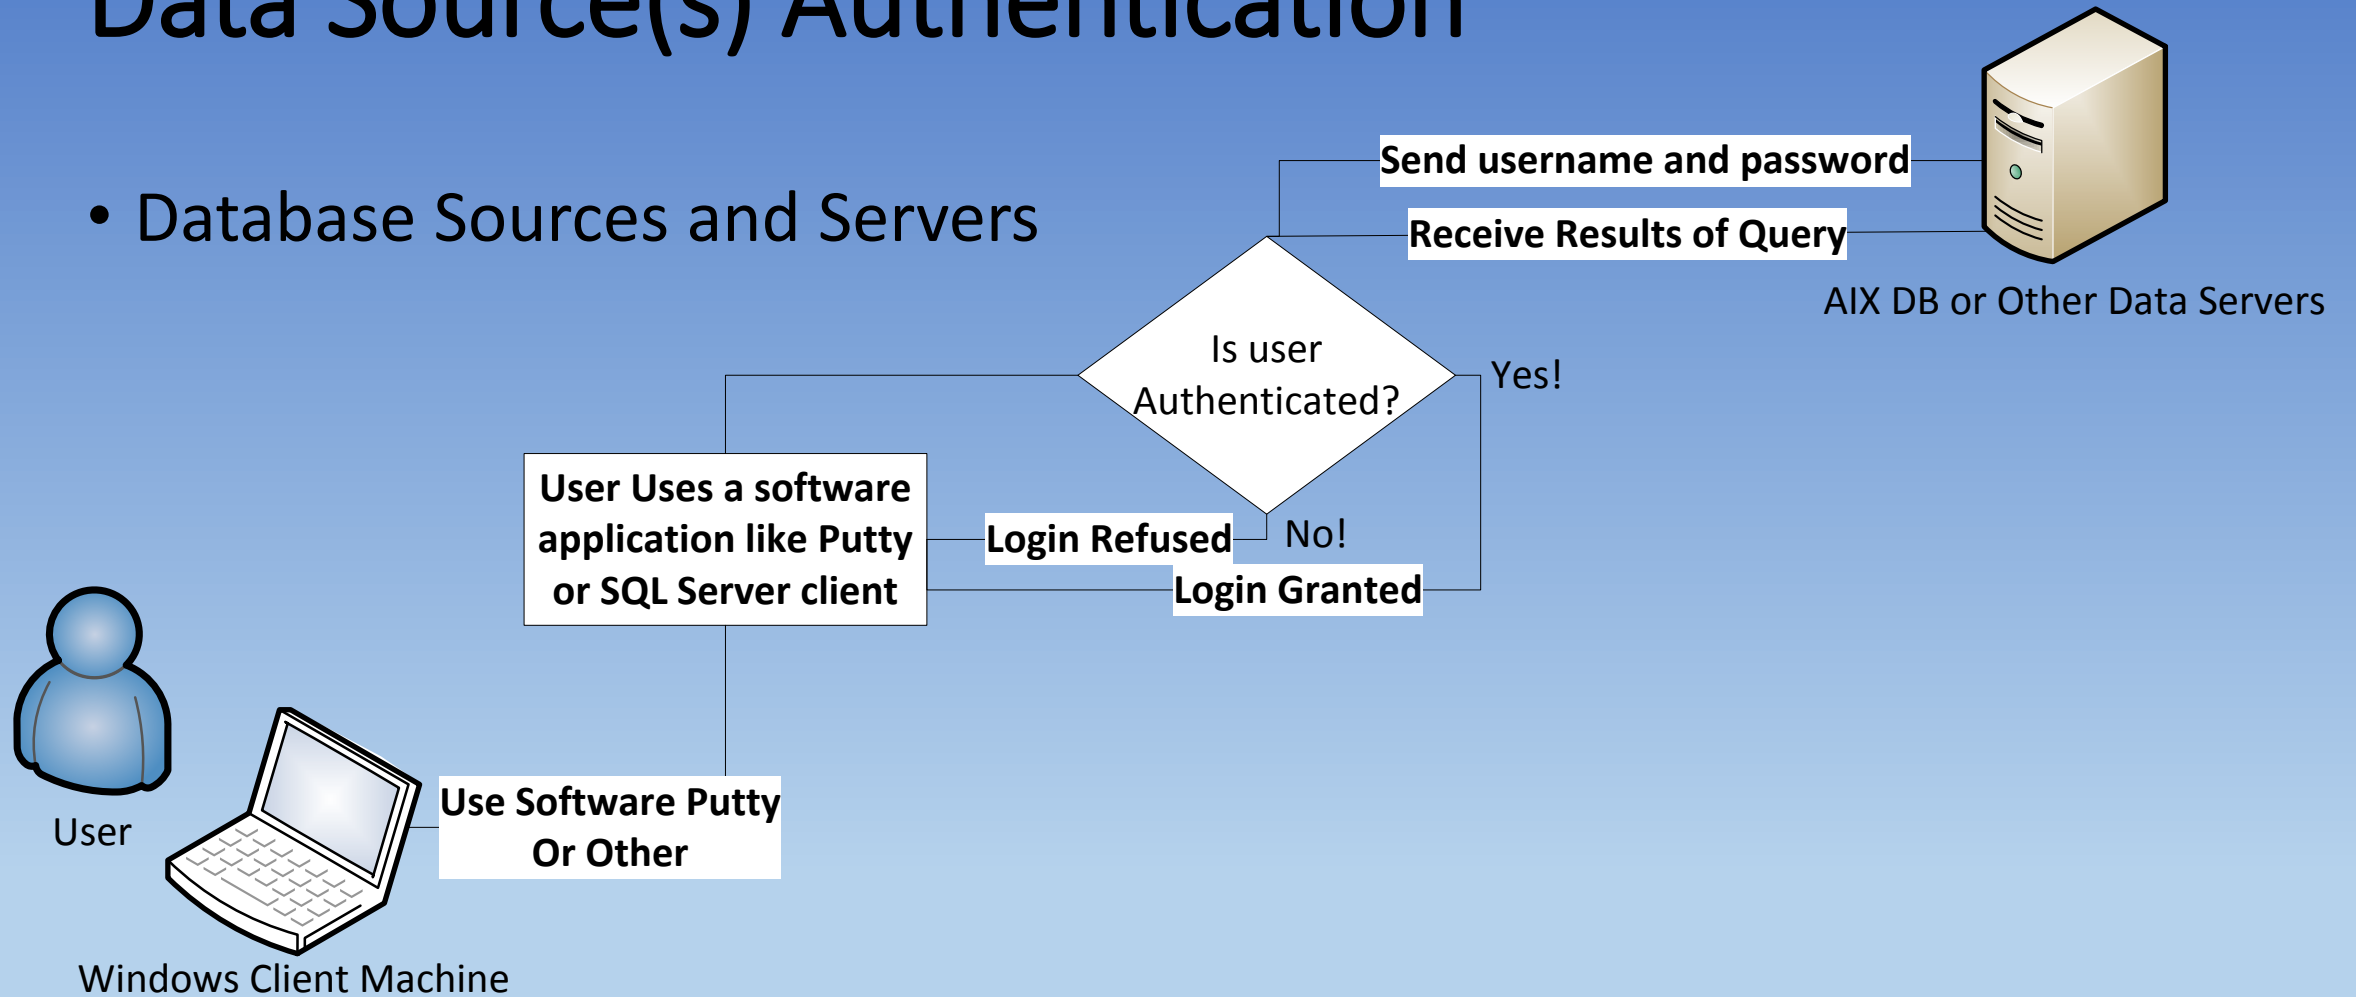 Data Source(s) Authentication
• Database Sources and Servers
Send username and password
Receive Results of Query
AIX DB or Other Data Servers
Is user
Authenticated?
Yes!
User Uses a software
application like Putty
or SQL Server client
Login Refused
No!
Login Granted
User
Use Software Putty
Or Other
Windows Client Machine